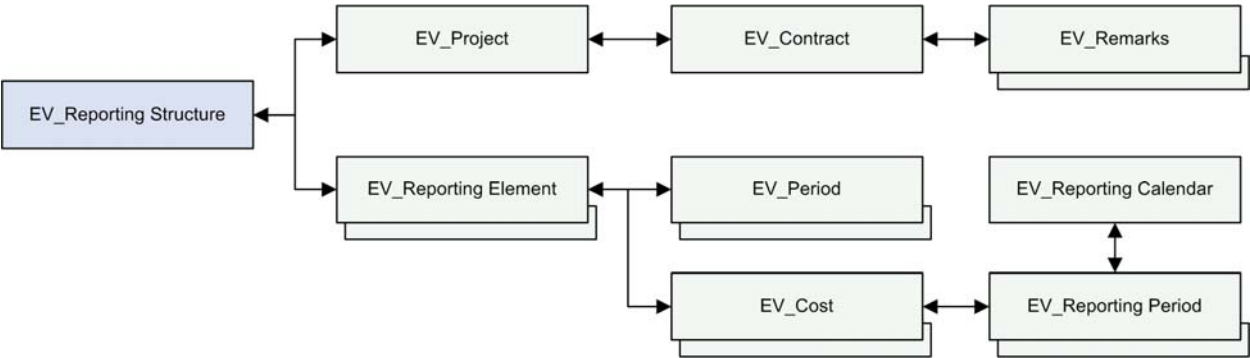 EV_Project
EV_Contract
EV_Remarks
EV_Reporting Structure
EV_Reporting Element
EV_Period
EV_Reporting Calendar
EV_Cost
EV_Reporting Period